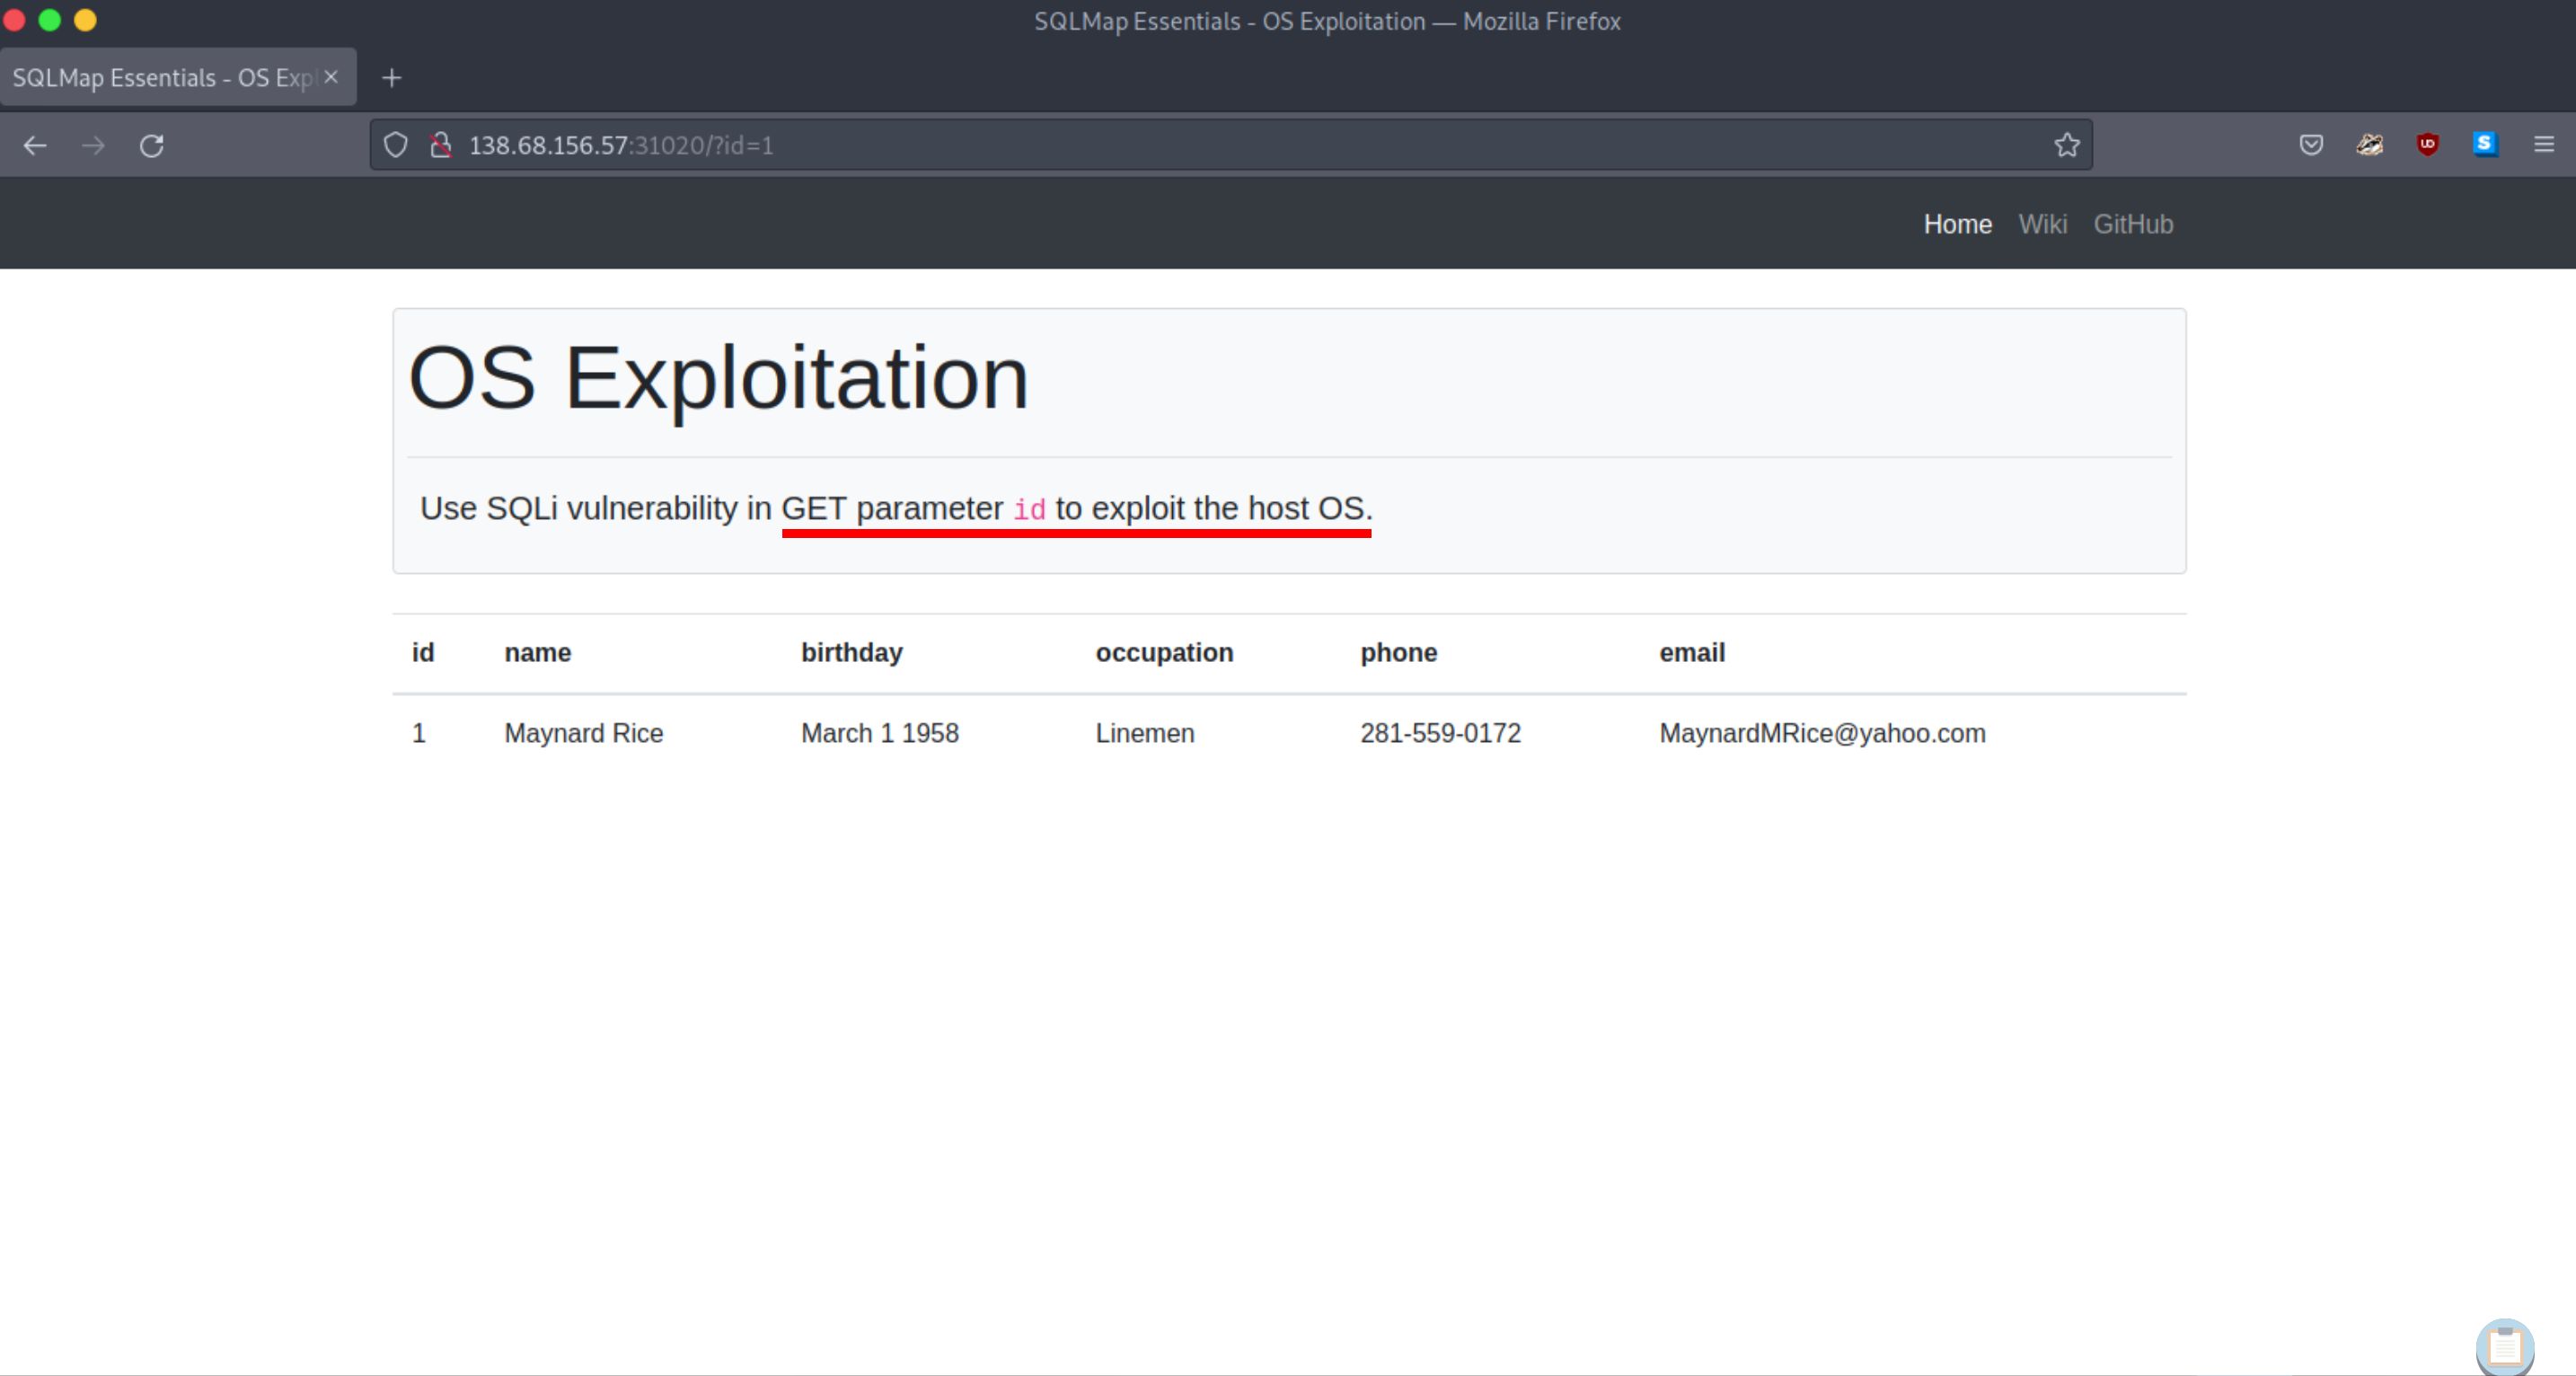 SQLMap Essentials - OS Exploitation — Mozilla Firefox
SQLMap Essentials - OS Expl
138.68.156.57:31020/?id=1
Home Wiki GitHub
OS Exploitation
Use SQLi vulnerability in GET parameter id to exploit the host OS.
id name birthday occupation phone email
1 Maynard Rice March 1 1958 Linemen 281-559-0172 MaynardMRice@yahoo.com